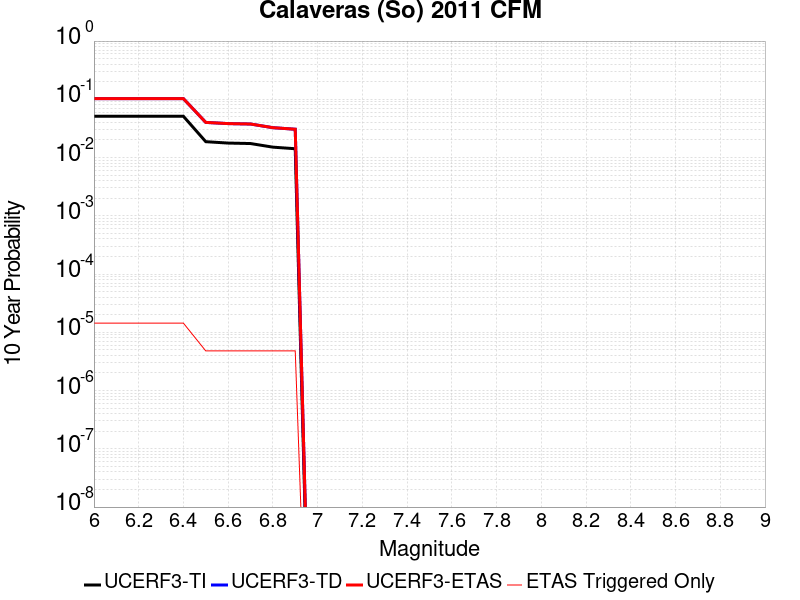 Calaveras (So) 2011 CFM
10 0
10 -1
10 -2
10 -3
10 -4
10 -5
10 -6
10 -7
10 -8
10 Year Probability
6 6.2 6.4 6.6 6.8 7 7.2 7.4 7.6 7.8 8 8.2 8.4 8.6 8.8 9
Magnitude
UCERF3-TI UCERF3-TD UCERF3-ETAS ETAS Triggered Only